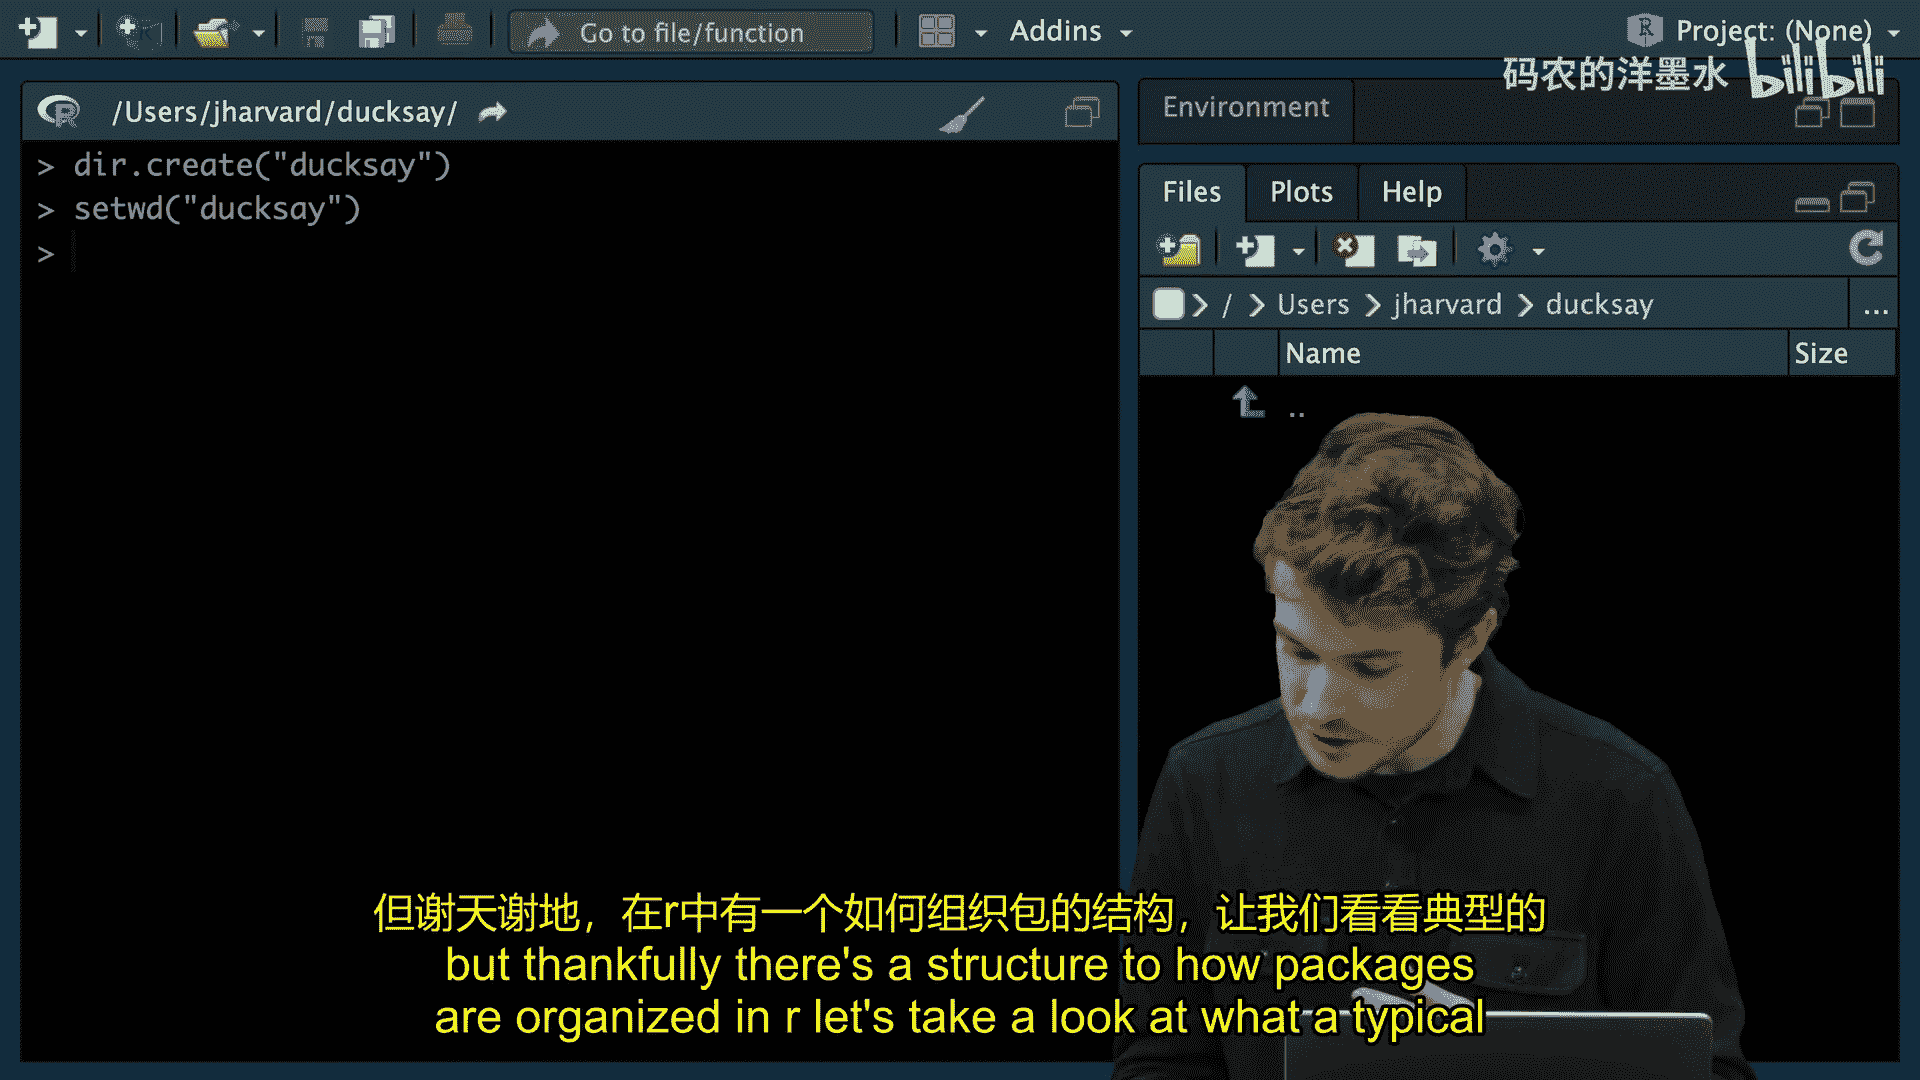 Go to file/function
Addins
Project: (None)
码农的洋墨水 bilibili
/Users/jharvard/ducksay/
Environment
> dir.create("ducksay")
> setwd("ducksay")
>
Files Plots Help
/ Users jharvard ducksay ...
Name Size
..
但谢天谢地，在r中有一个如何组织包的结构，让我们看看典型的
but thankfully there's a structure to how packages
are organized in r let's take a look at what a typical